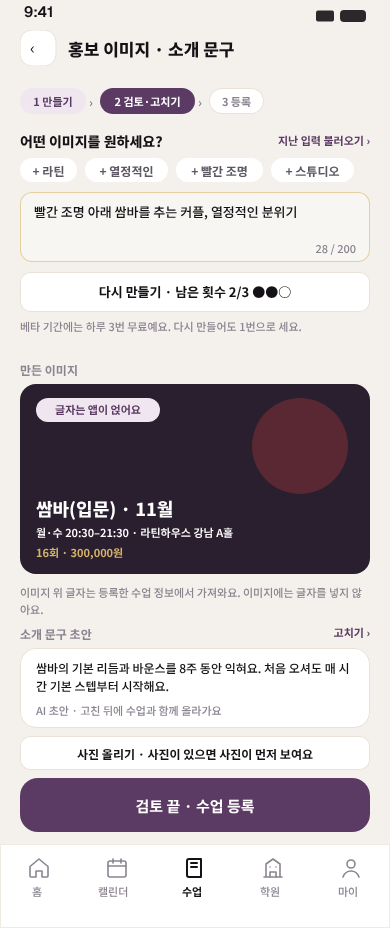 9:41
‹
홍보 이미지 · 소개 문구
1 만들기 › 2 검토·고치기 › 3 등록
어떤 이미지를 원하세요?
지난 입력 불러오기 ›
+ 라틴
+ 열정적인
+ 빨간 조명
+ 스튜디오
빨간 조명 아래 쌈바를 추는 커플, 열정적인 분위기
28 / 200
다시 만들기 · 남은 횟수 2/3 ●●○
베타 기간에는 하루 3번 무료예요. 다시 만들어도 1번으로 세요.
만든 이미지
글자는 앱이 얹어요
쌈바(입문) · 11월
월·수 20:30–21:30 · 라틴하우스 강남 A홀
16회 · 300,000원
이미지 위 글자는 등록한 수업 정보에서 가져와요. 이미지에는 글자를 넣지 않
아요.
소개 문구 초안
고치기 ›
쌈바의 기본 리듬과 바운스를 8주 동안 익혀요. 처음 오셔도 매 시
간 기본 스텝부터 시작해요.
AI 초안 · 고친 뒤에 수업과 함께 올라가요
사진 올리기 · 사진이 있으면 사진이 먼저 보여요
검토 끝 · 수업 등록
홈
캘린더
수업
학원
마이